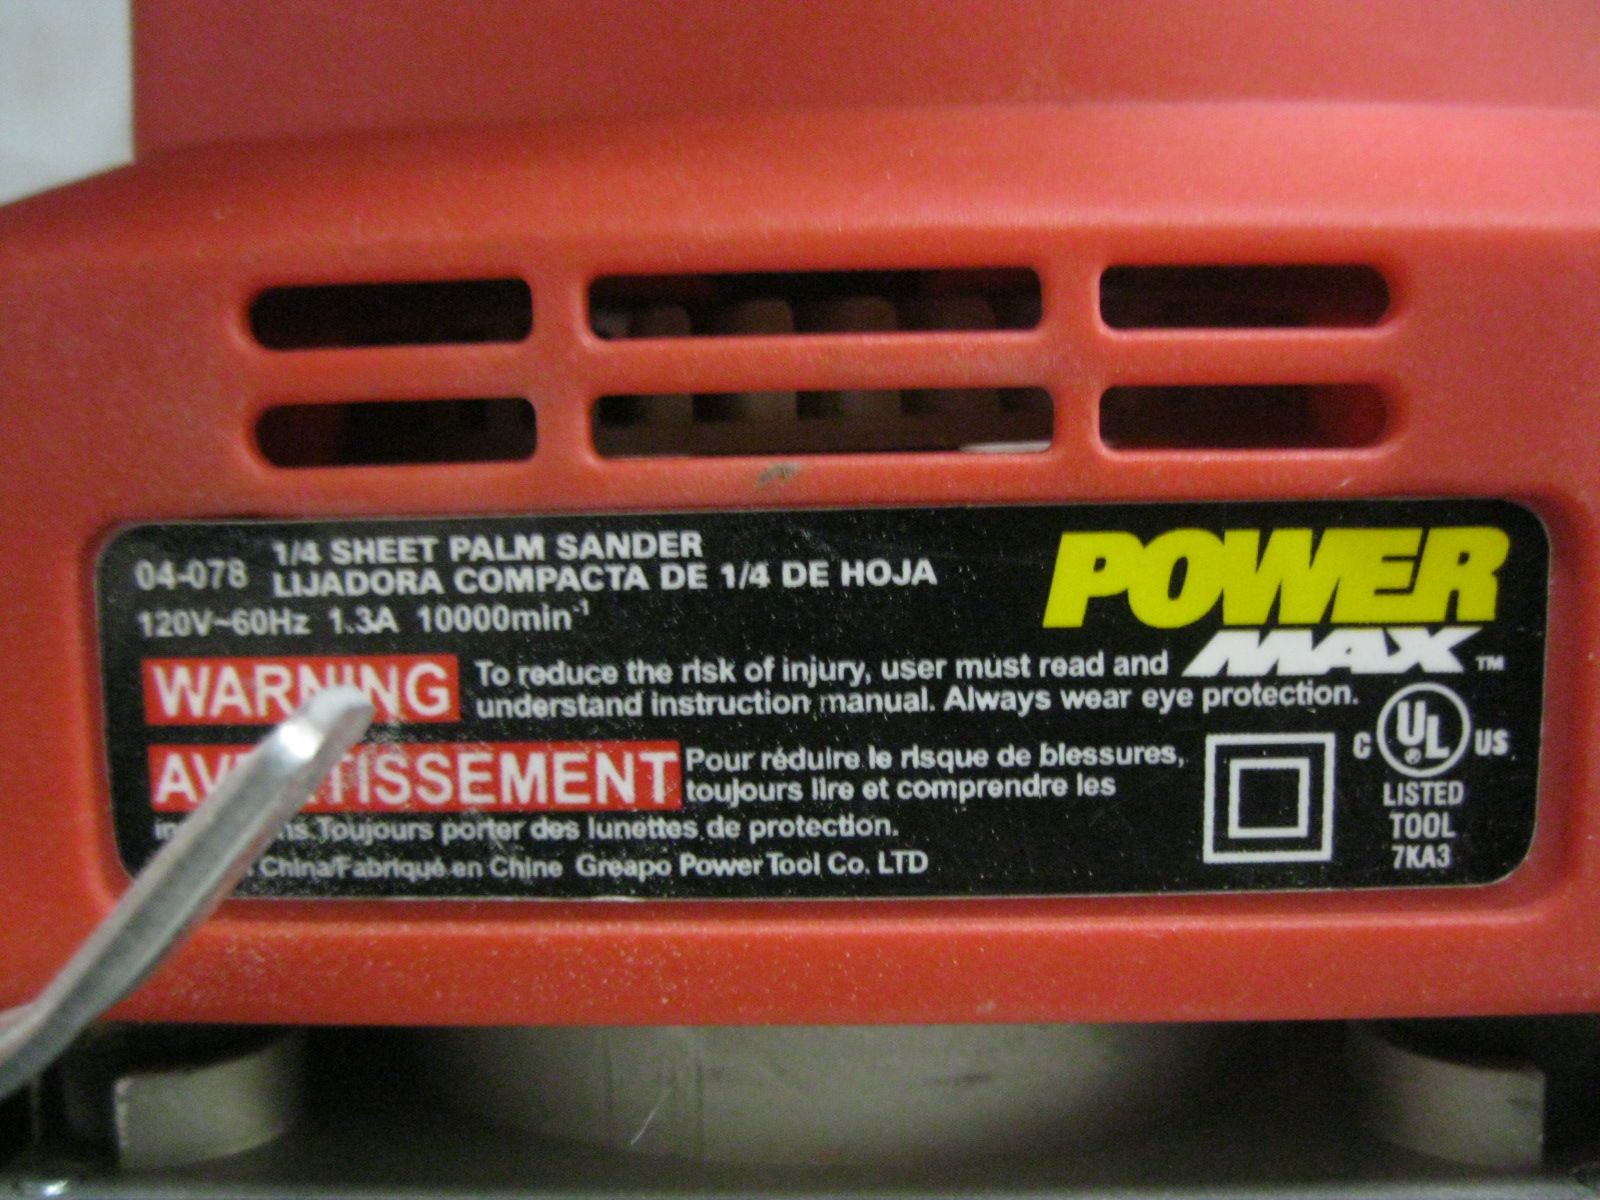 04-078 1/4 SHEET PALM SANDER
LIJADORA COMPACTA DE 1/4 DE HOJA
120V~60Hz 1.3A 10000min⁻¹
POWER
MAX™
WARNING To reduce the risk of injury, user must read and
understand instruction manual. Always wear eye protection.
AVERTISSEMENT Pour réduire le risque de blessures,
toujours lire et comprendre les
Toujours porter des lunettes de protection.
China/Fabriqué en Chine Greapo Power Tool Co. LTD
C UL US
LISTED
TOOL
7KA3